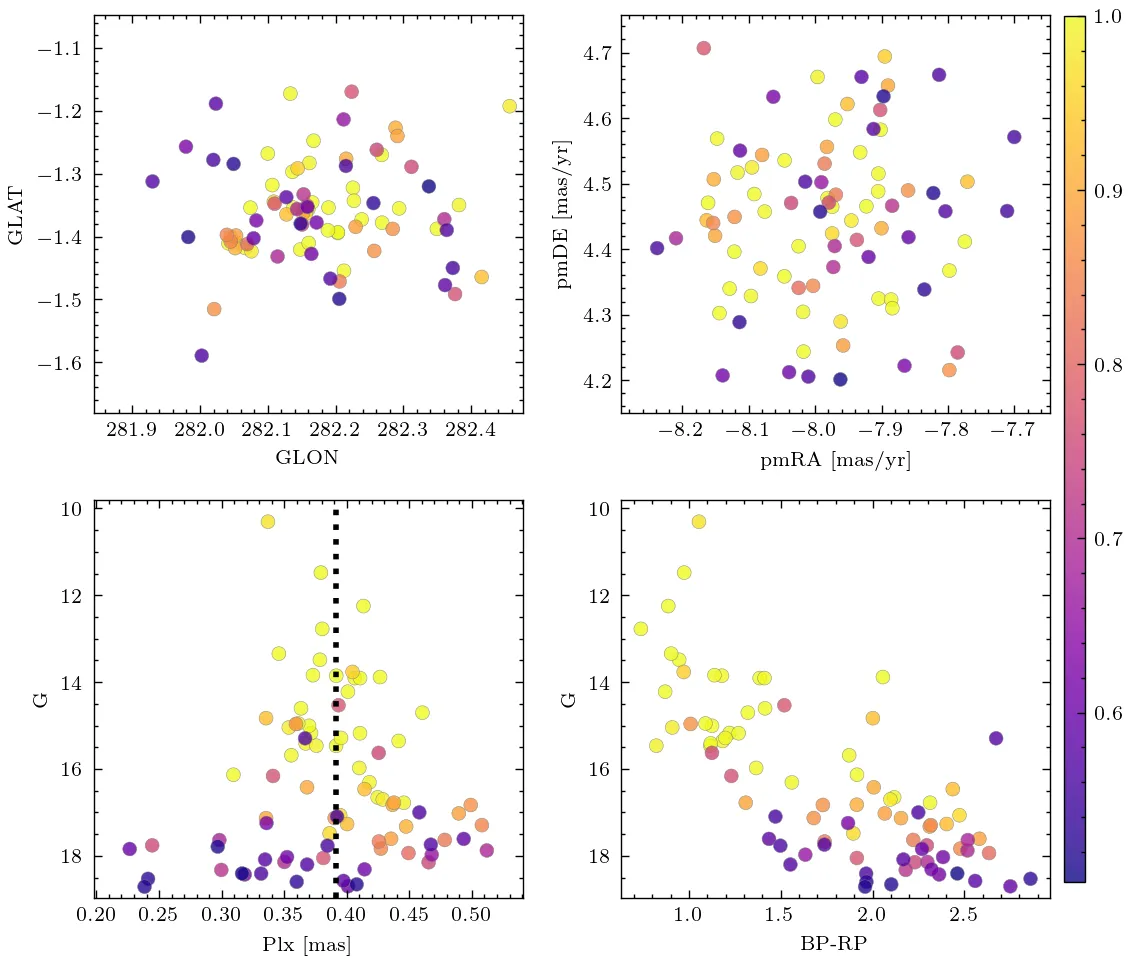 −1.1
−1.2
−1.3
−1.4
−1.5
−1.6
GLAT
281.9 282.0 282.1 282.2 282.3 282.4
GLON
4.7
4.6
4.5
4.4
4.3
4.2
pmDE [mas/yr]
−8.2 −8.1 −8.0 −7.9 −7.8 −7.7
pmRA [mas/yr]
10
12
14
16
18
G
0.20 0.25 0.30 0.35 0.40 0.45 0.50
Plx [mas]
10
12
14
16
18
G
1.0 1.5 2.0 2.5
BP-RP
1.0
0.9
0.8
0.7
0.6